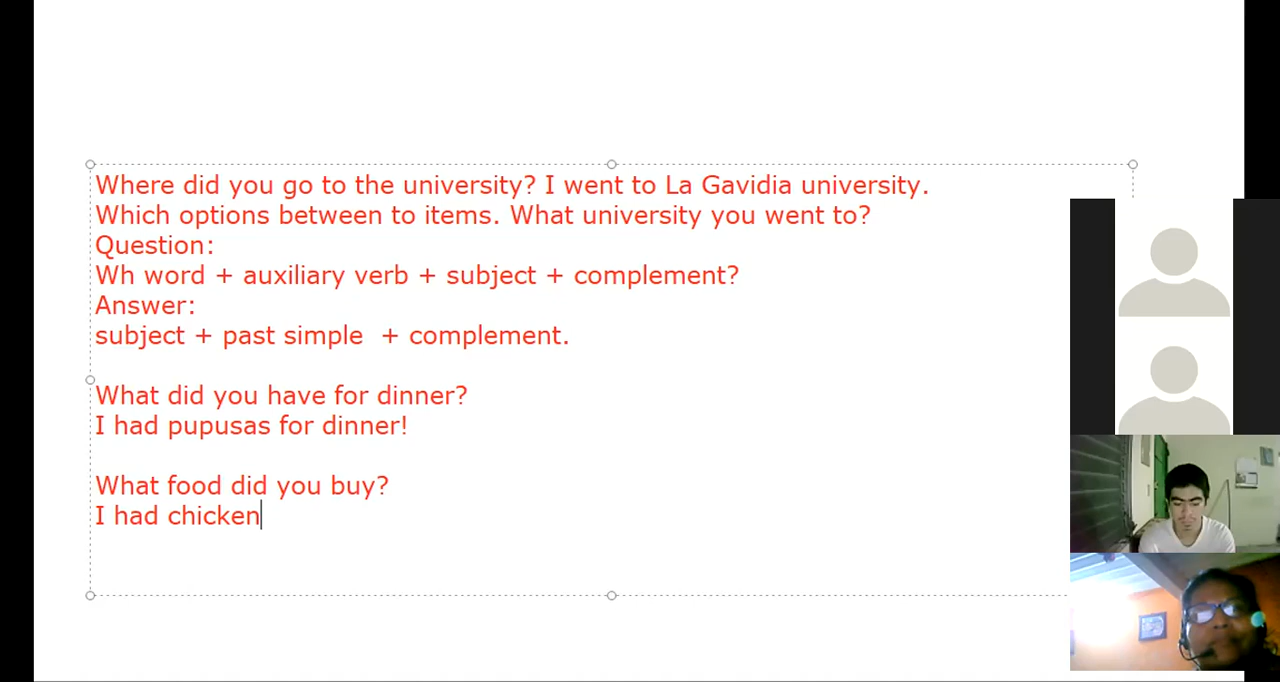 Where did you go to the university? I went to La Gavidia university.
Which options between to items. What university you went to?
Question:
Wh word + auxiliary verb + subject + complement?
Answer:
subject + past simple  + complement.
What did you have for dinner?
I had pupusas for dinner!
What food did you buy?
I had chicken